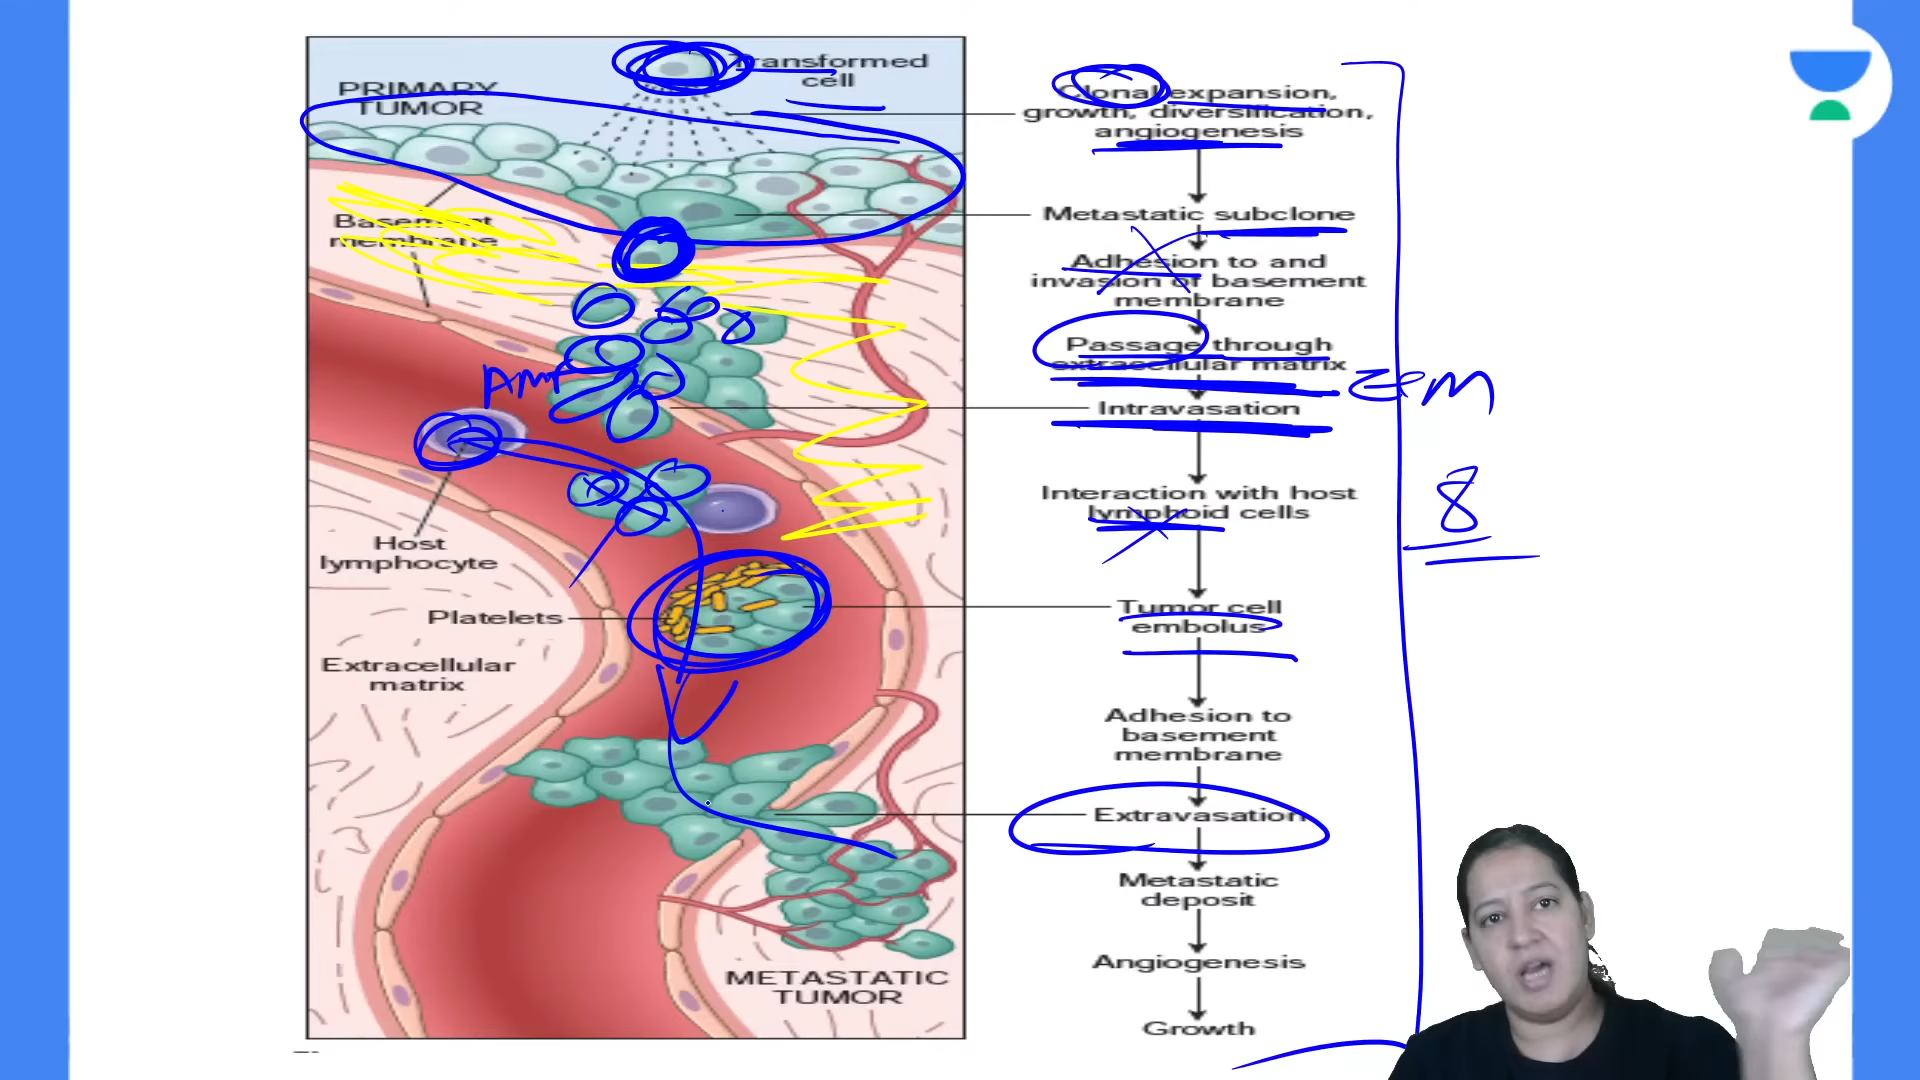 PRIMARY
TUMOR
Transformed
cell
Basement
membrane
AMF
Host
lymphocyte
Platelets
Extracellular
matrix
METASTATIC
TUMOR
Clonal expansion,
growth, diversification,
angiogenesis
Metastatic subclone
Adhesion to and
invasion of basement
membrane
Passage through
extracellular matrix
ECM
Intravasation
Interaction with host
lymphoid cells
8
Tumor cell
embolus
Adhesion to
basement
membrane
Extravasation
Metastatic
deposit
Angiogenesis
Growth